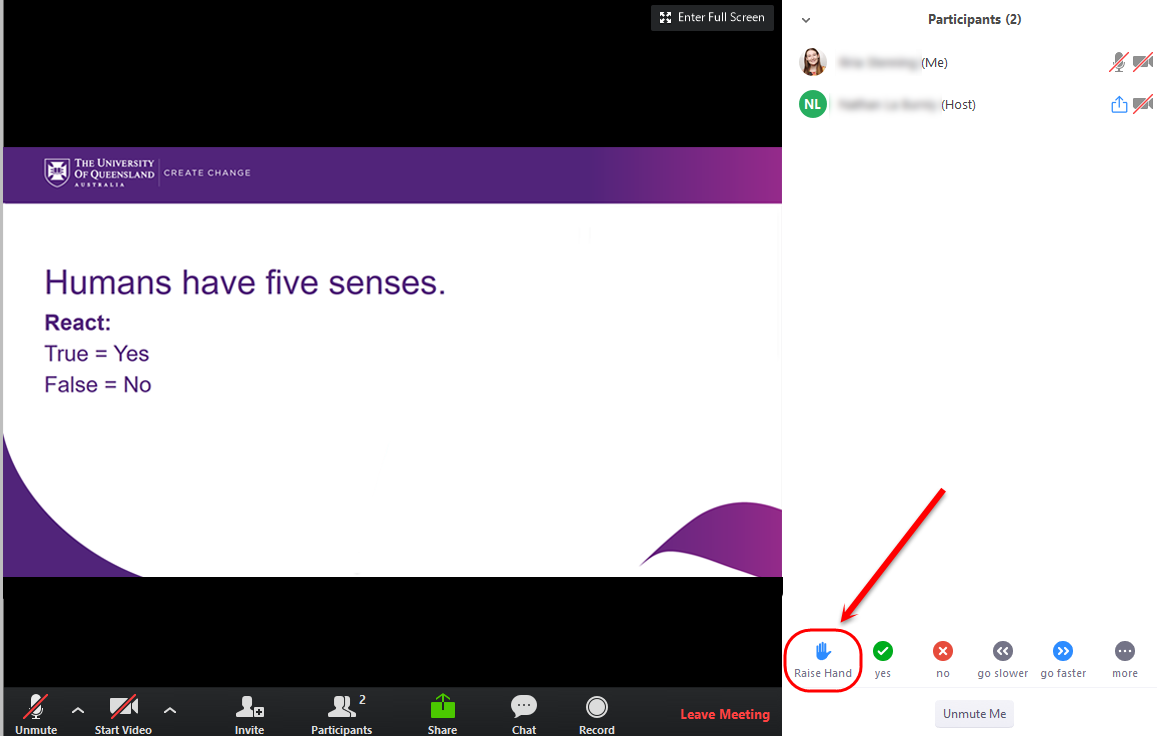 Enter Full Screen
THE UNIVERSITY
OF QUEENSLAND
AUSTRALIA
CREATE CHANGE
Humans have five senses.
React:
True = Yes
False = No
Unmute
Start Video
Invite
Participants
2
Share
Chat
Record
Leave Meeting
Participants (2)
(Me)
NL
(Host)
Raise Hand
yes
no
go slower
go faster
more
Unmute Me